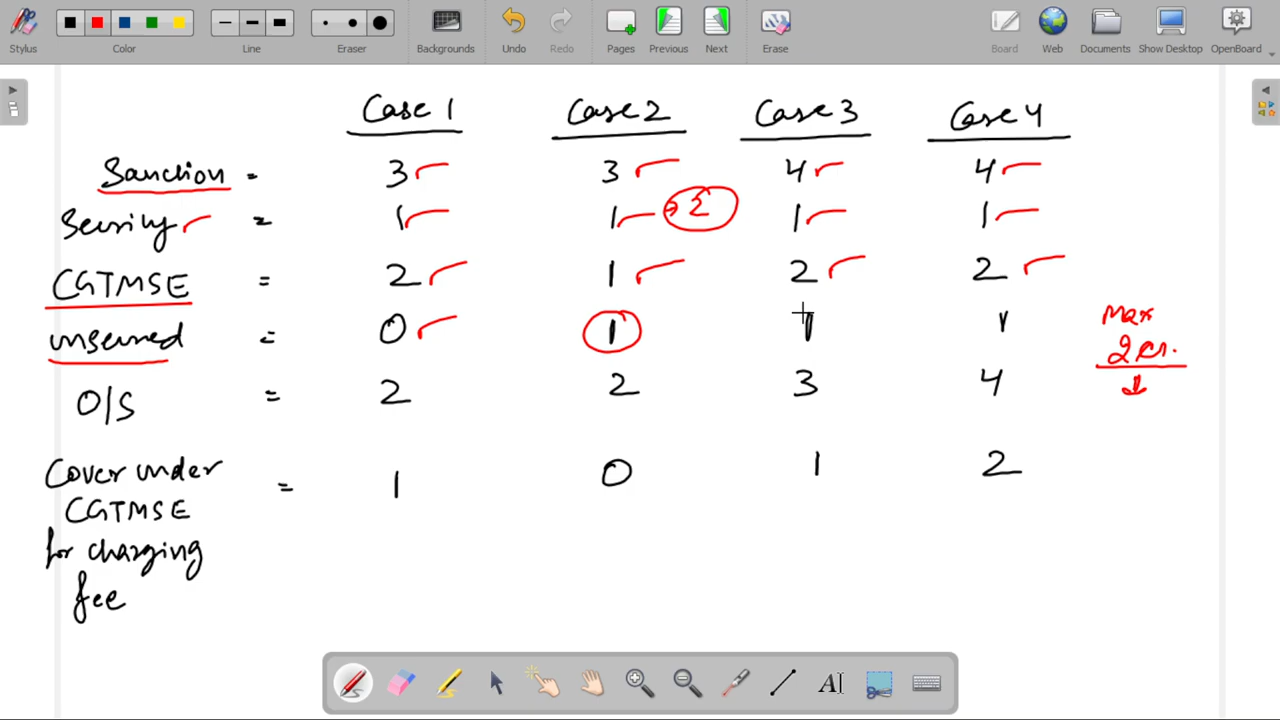 Stylus Color Line Eraser Backgrounds Undo Redo Pages Previous Next Erase Board Web Documents Show Desktop OpenBoard
Case 1 Case 2 Case 3 Case 4
Sanction = 3 3 4 4
Security = 1 1 1 1
CGTMSE = 2 1 2 2
unsecured = 0 1 1 1
Max
2 cr.
O/S = 2 2 3 4
Cover under
CGTMSE
for charging
fee
= 1 0 1 2